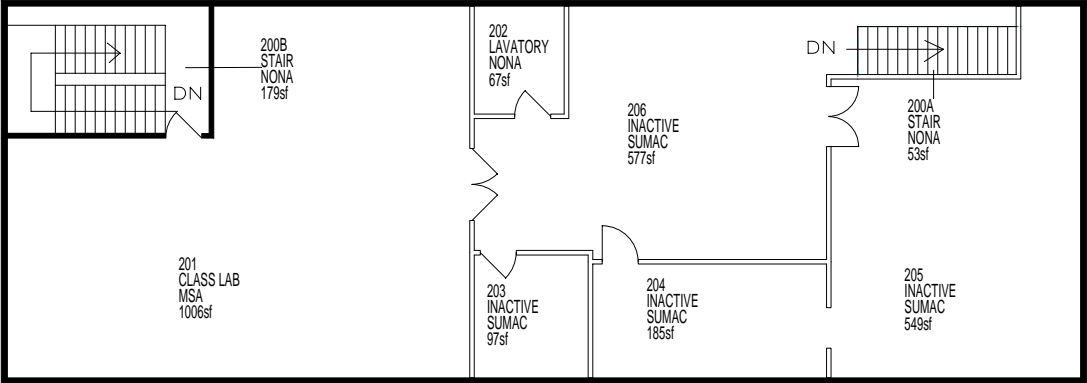 200B
STAIR
NONA
179sf
DN
202
LAVATORY
NONA
67sf
206
INACTIVE
SUMAC
577sf
DN
200A
STAIR
NONA
53sf
201
CLASS LAB
MSA
1006sf
203
INACTIVE
SUMAC
97sf
204
INACTIVE
SUMAC
185sf
205
INACTIVE
SUMAC
549sf